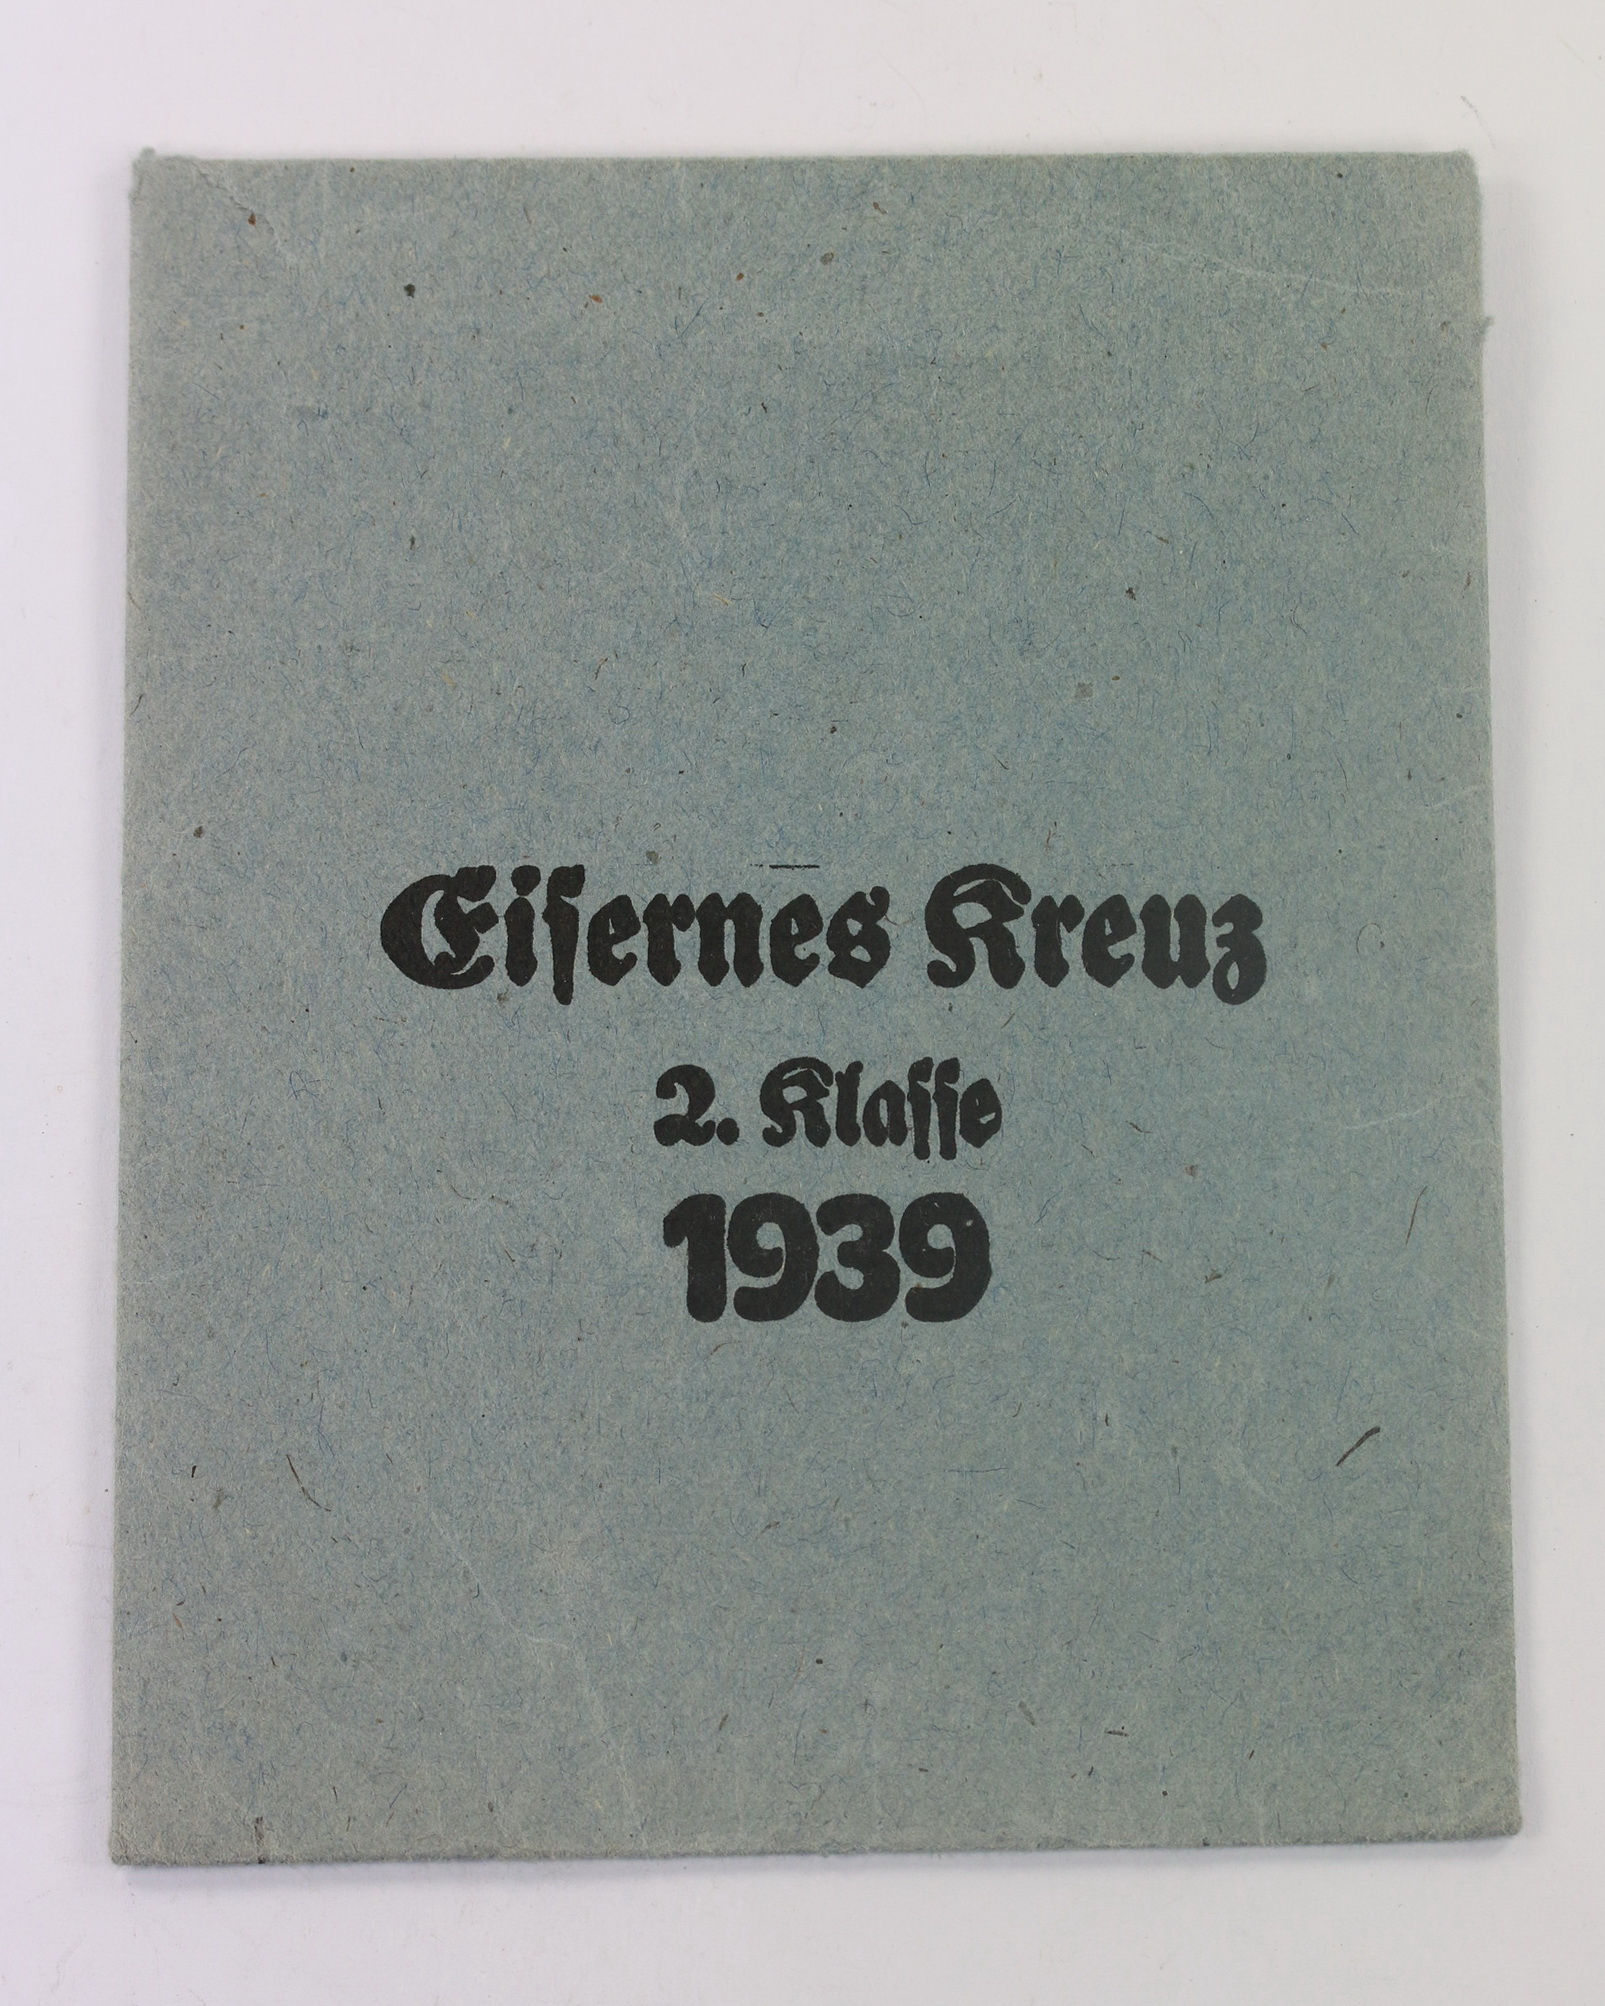 Eiſernes Kreuz
2. Klaſſe
1939